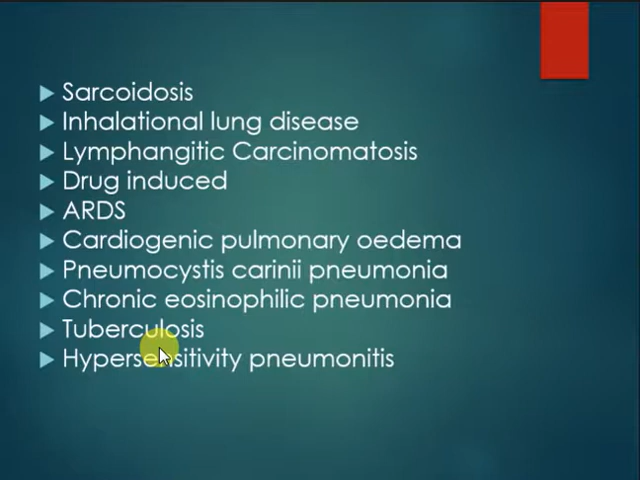 Sarcoidosis
Inhalational lung disease
Lymphangitic Carcinomatosis
Drug induced
ARDS
Cardiogenic pulmonary oedema
Pneumocystis carinii pneumonia
Chronic eosinophilic pneumonia
Tuberculosis
Hypersensitivity pneumonitis